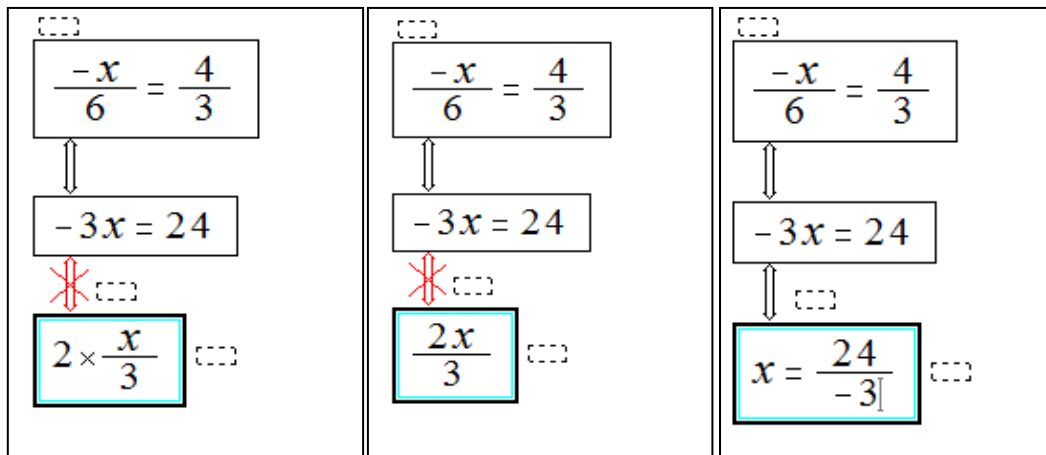 -x/6 = 4/3
-3x = 24
2 × x/3
-x/6 = 4/3
-3x = 24
2x/3
-x/6 = 4/3
-3x = 24
x = 24/-3